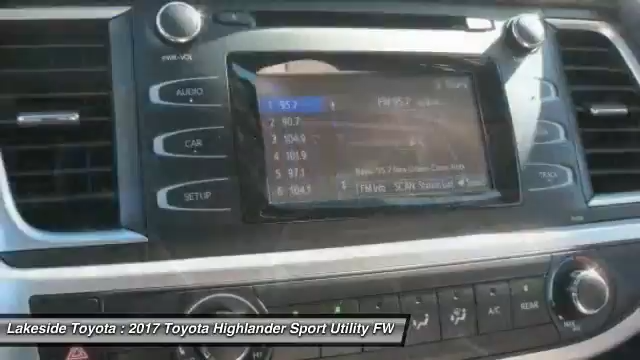 PWR•VOL
AUDIO
CAR
SETUP
1 95.7
FM 95.7
2 90.7
3 104.9
4 101.9
5 97.1
6 104.1
FM Info SCAN Station List
TRACK
A/C
REAR
Lakeside Toyota : 2017 Toyota Highlander Sport Utility FW